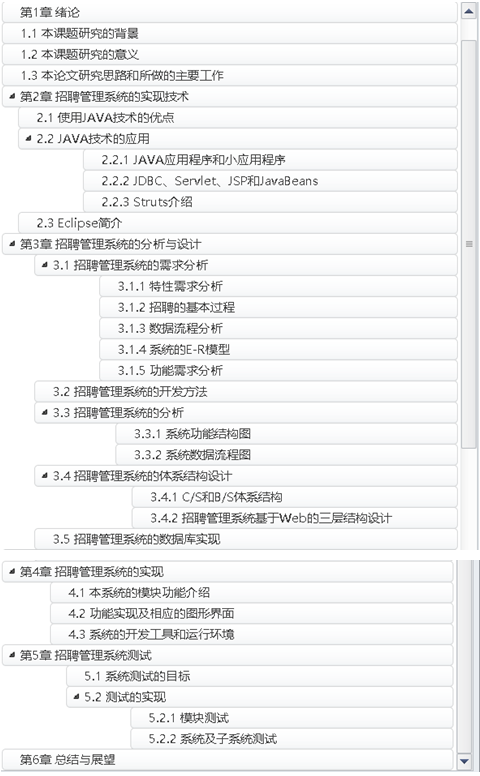 第1章 绪论
1.1 本课题研究的背景
1.2 本课题研究的意义
1.3 本论文研究思路和所做的主要工作
第2章 招聘管理系统的实现技术
2.1 使用JAVA技术的优点
2.2 JAVA技术的应用
2.2.1 JAVA应用程序和小应用程序
2.2.2 JDBC、Servlet、JSP和JavaBeans
2.2.3 Struts介绍
2.3 Eclipse简介
第3章 招聘管理系统的分析与设计
3.1 招聘管理系统的需求分析
3.1.1 特性需求分析
3.1.2 招聘的基本过程
3.1.3 数据流程分析
3.1.4 系统的E-R模型
3.1.5 功能需求分析
3.2 招聘管理系统的开发方法
3.3 招聘管理系统的分析
3.3.1 系统功能结构图
3.3.2 系统数据流程图
3.4 招聘管理系统的体系结构设计
3.4.1 C/S和B/S体系结构
3.4.2 招聘管理系统基于Web的三层结构设计
3.5 招聘管理系统的数据库实现
第4章 招聘管理系统的实现
4.1 本系统的模块功能介绍
4.2 功能实现及相应的图形界面
4.3 系统的开发工具和运行环境
第5章 招聘管理系统测试
5.1 系统测试的目标
5.2 测试的实现
5.2.1 模块测试
5.2.2 系统及子系统测试
第6章 总结与展望